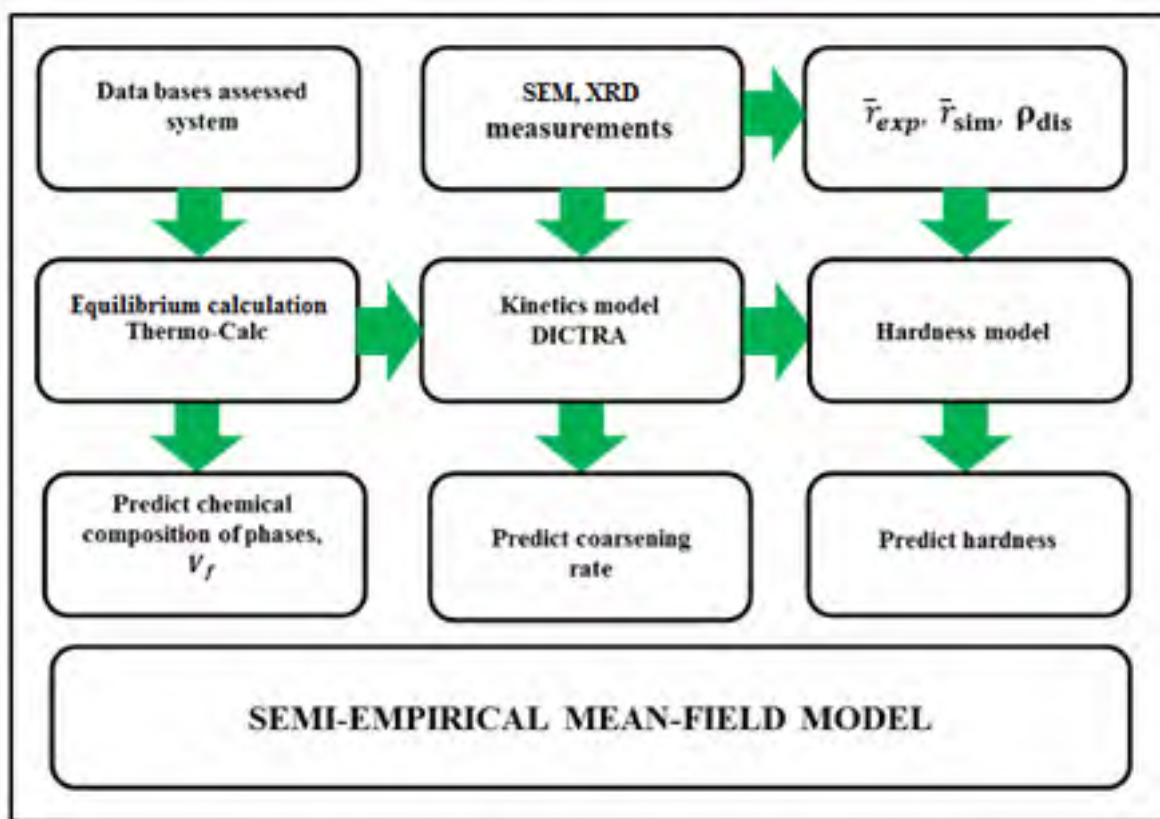 Data bases assessed
system
SEM, XRD
measurements
r̄exp, r̄sim, ρdis
Equilibrium calculation
Thermo-Calc
Kinetics model
DICTRA
Hardness model
Predict chemical
composition of phases,
Vf
Predict coarsening
rate
Predict hardness
SEMI-EMPIRICAL MEAN-FIELD MODEL